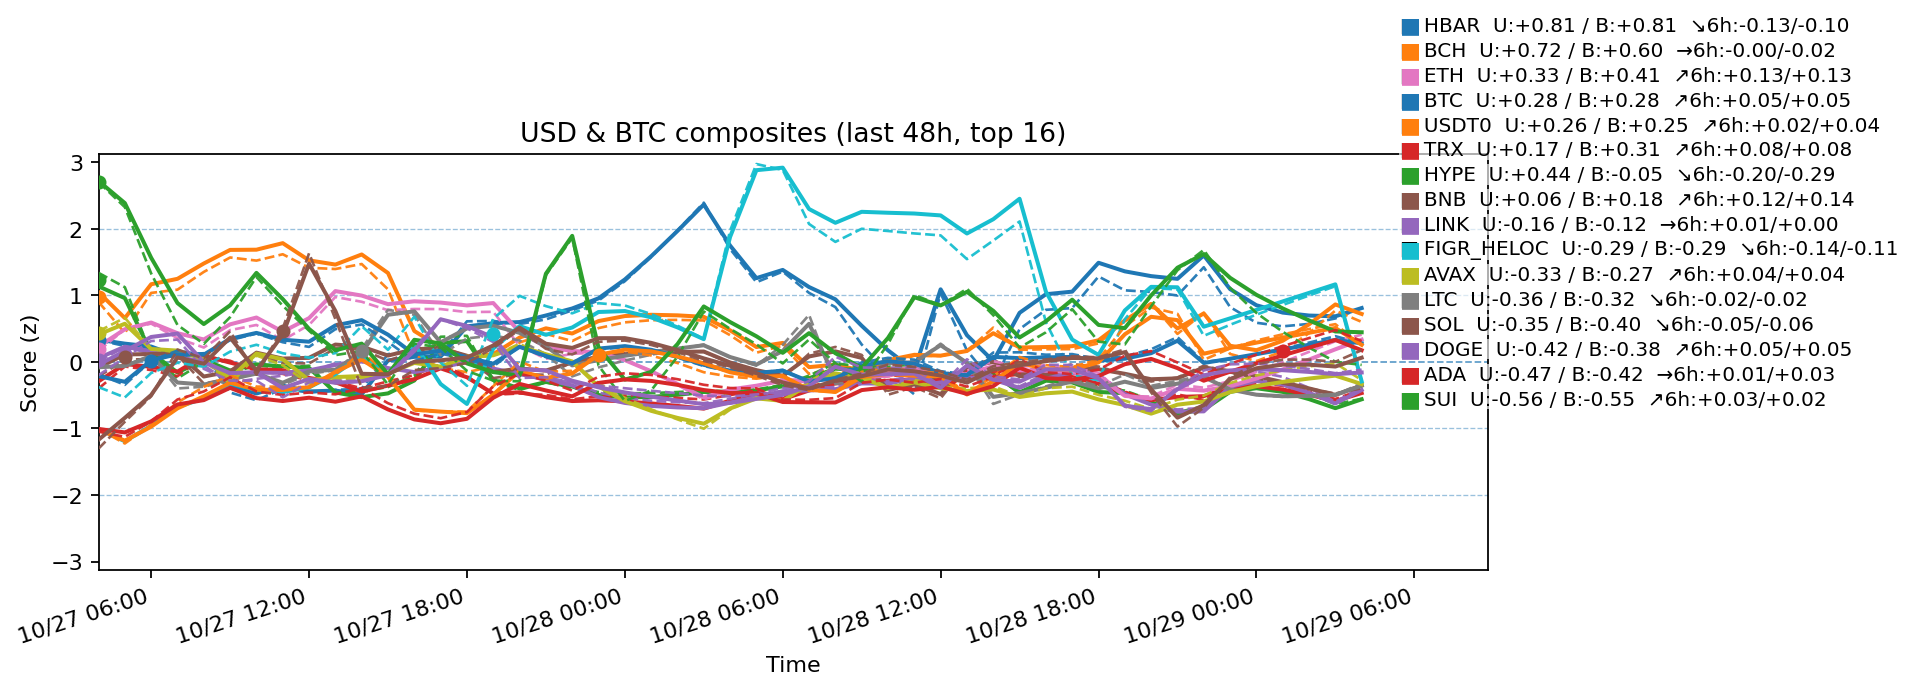 HBAR U:+0.81 / B:+0.81 ↘6h:-0.13/-0.10
BCH U:+0.72 / B:+0.60 →6h:-0.00/-0.02
ETH U:+0.33 / B:+0.41 ↗6h:+0.13/+0.13
BTC U:+0.28 / B:+0.28 ↗6h:+0.05/+0.05
USDT0 U:+0.26 / B:+0.25 ↗6h:+0.02/+0.04
TRX U:+0.17 / B:+0.31 ↗6h:+0.08/+0.08
HYPE U:+0.44 / B:-0.05 ↘6h:-0.20/-0.29
BNB U:+0.06 / B:+0.18 ↗6h:+0.12/+0.14
LINK U:-0.16 / B:-0.12 →6h:+0.01/+0.00
FIGR_HELOC U:-0.29 / B:-0.29 ↘6h:-0.14/-0.11
AVAX U:-0.33 / B:-0.27 ↗6h:+0.04/+0.04
LTC U:-0.36 / B:-0.32 ↘6h:-0.02/-0.02
SOL U:-0.35 / B:-0.40 ↘6h:-0.05/-0.06
DOGE U:-0.42 / B:-0.38 ↗6h:+0.05/+0.05
ADA U:-0.47 / B:-0.42 →6h:+0.01/+0.03
SUI U:-0.56 / B:-0.55 ↗6h:+0.03/+0.02
USD & BTC composites (last 48h, top 16)
Score (z)
3
2
1
0
−1
−2
−3
10/27 06:00
10/27 12:00
10/27 18:00
10/28 00:00
10/28 06:00
10/28 12:00
10/28 18:00
10/29 00:00
10/29 06:00
Time